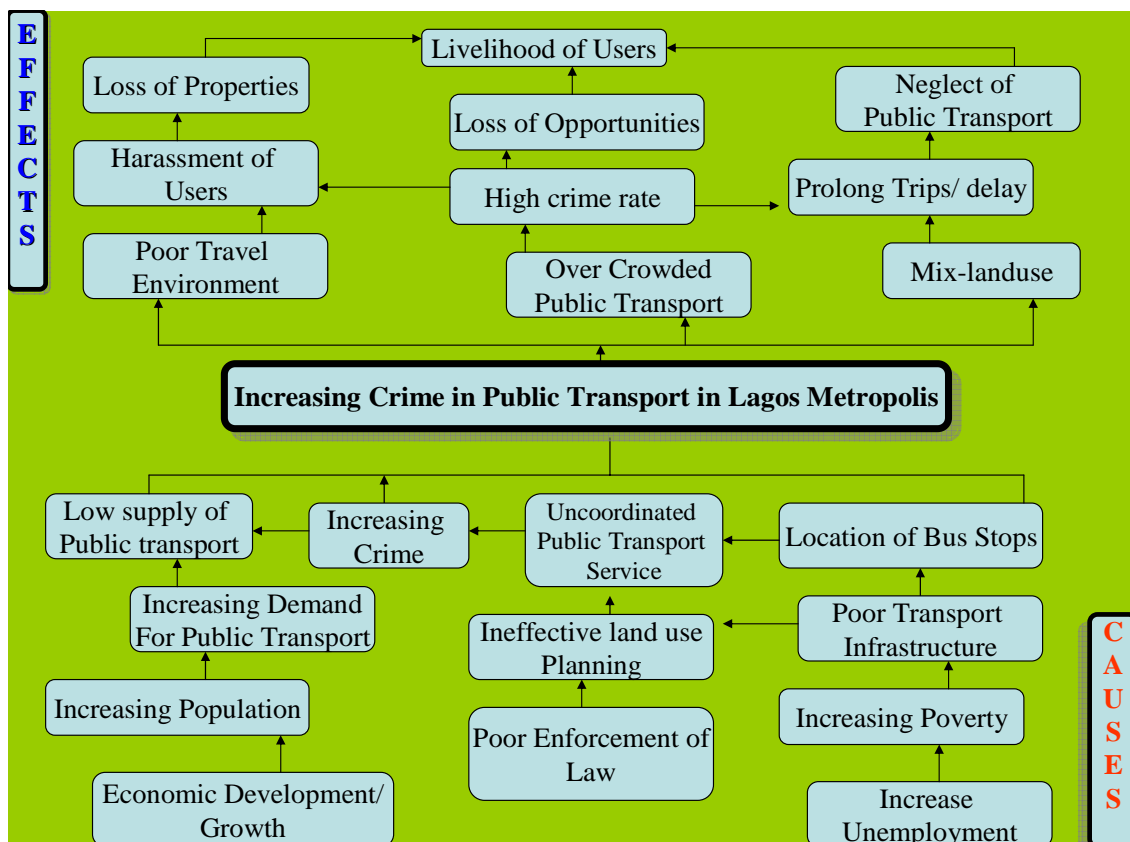 EFFECTS
Livelihood of Users
Loss of Properties
Neglect of
Public Transport
Loss of Opportunities
Harassment of
Users
High crime rate
Prolong Trips/ delay
Poor Travel
Environment
Over Crowded
Public Transport
Mix-landuse
Increasing Crime in Public Transport in Lagos Metropolis
Low supply of
Public transport
Increasing
Crime
Uncoordinated
Public Transport
Service
Location of Bus Stops
Increasing Demand
For Public Transport
Ineffective land use
Planning
Poor Transport
Infrastructure
CAUSES
Increasing Population
Poor Enforcement of
Law
Increasing Poverty
Economic Development/
Growth
Increase
Unemployment